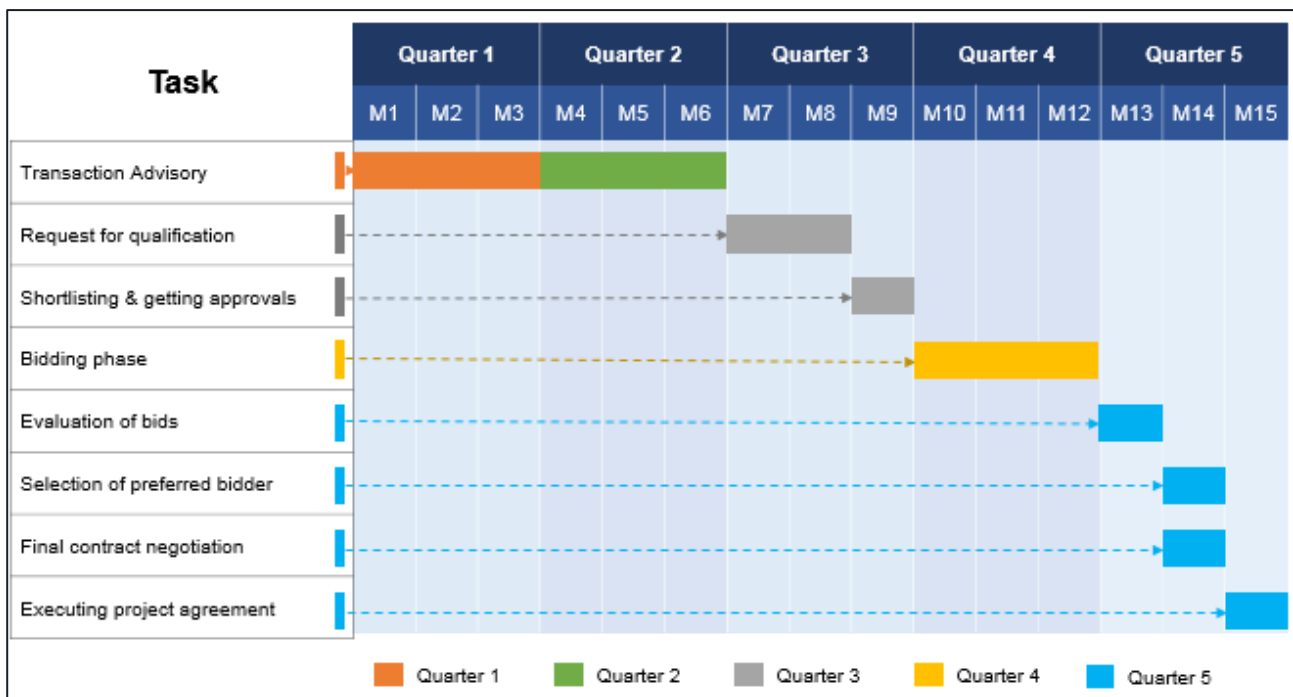 Task
Quarter 1 Quarter 2 Quarter 3 Quarter 4 Quarter 5
M1 M2 M3 M4 M5 M6 M7 M8 M9 M10 M11 M12 M13 M14 M15
Transaction Advisory
Request for qualification
Shortlisting & getting approvals
Bidding phase
Evaluation of bids
Selection of preferred bidder
Final contract negotiation
Executing project agreement
Quarter 1 Quarter 2 Quarter 3 Quarter 4 Quarter 5